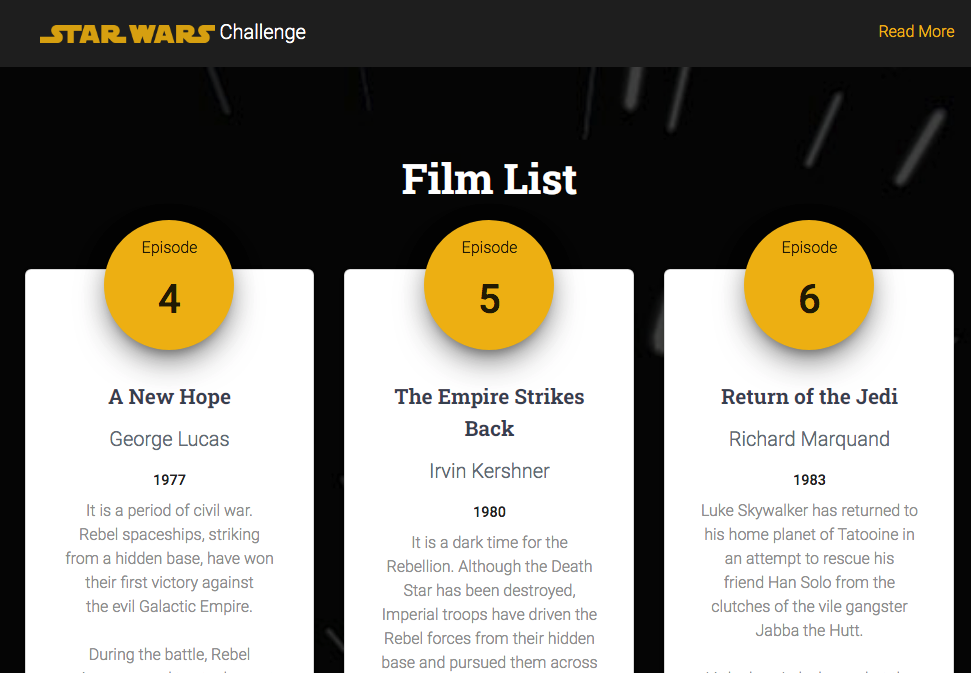 STAR WARS Challenge
Read More
Film List
Episode
4
A New Hope
George Lucas
1977
It is a period of civil war.
Rebel spaceships, striking
from a hidden base, have won
their first victory against
the evil Galactic Empire.
During the battle, Rebel
Episode
5
The Empire Strikes
Back
Irvin Kershner
1980
It is a dark time for the
Rebellion. Although the Death
Star has been destroyed,
Imperial troops have driven the
Rebel forces from their hidden
base and pursued them across
Episode
6
Return of the Jedi
Richard Marquand
1983
Luke Skywalker has returned to
his home planet of Tatooine in
an attempt to rescue his
friend Han Solo from the
clutches of the vile gangster
Jabba the Hutt.